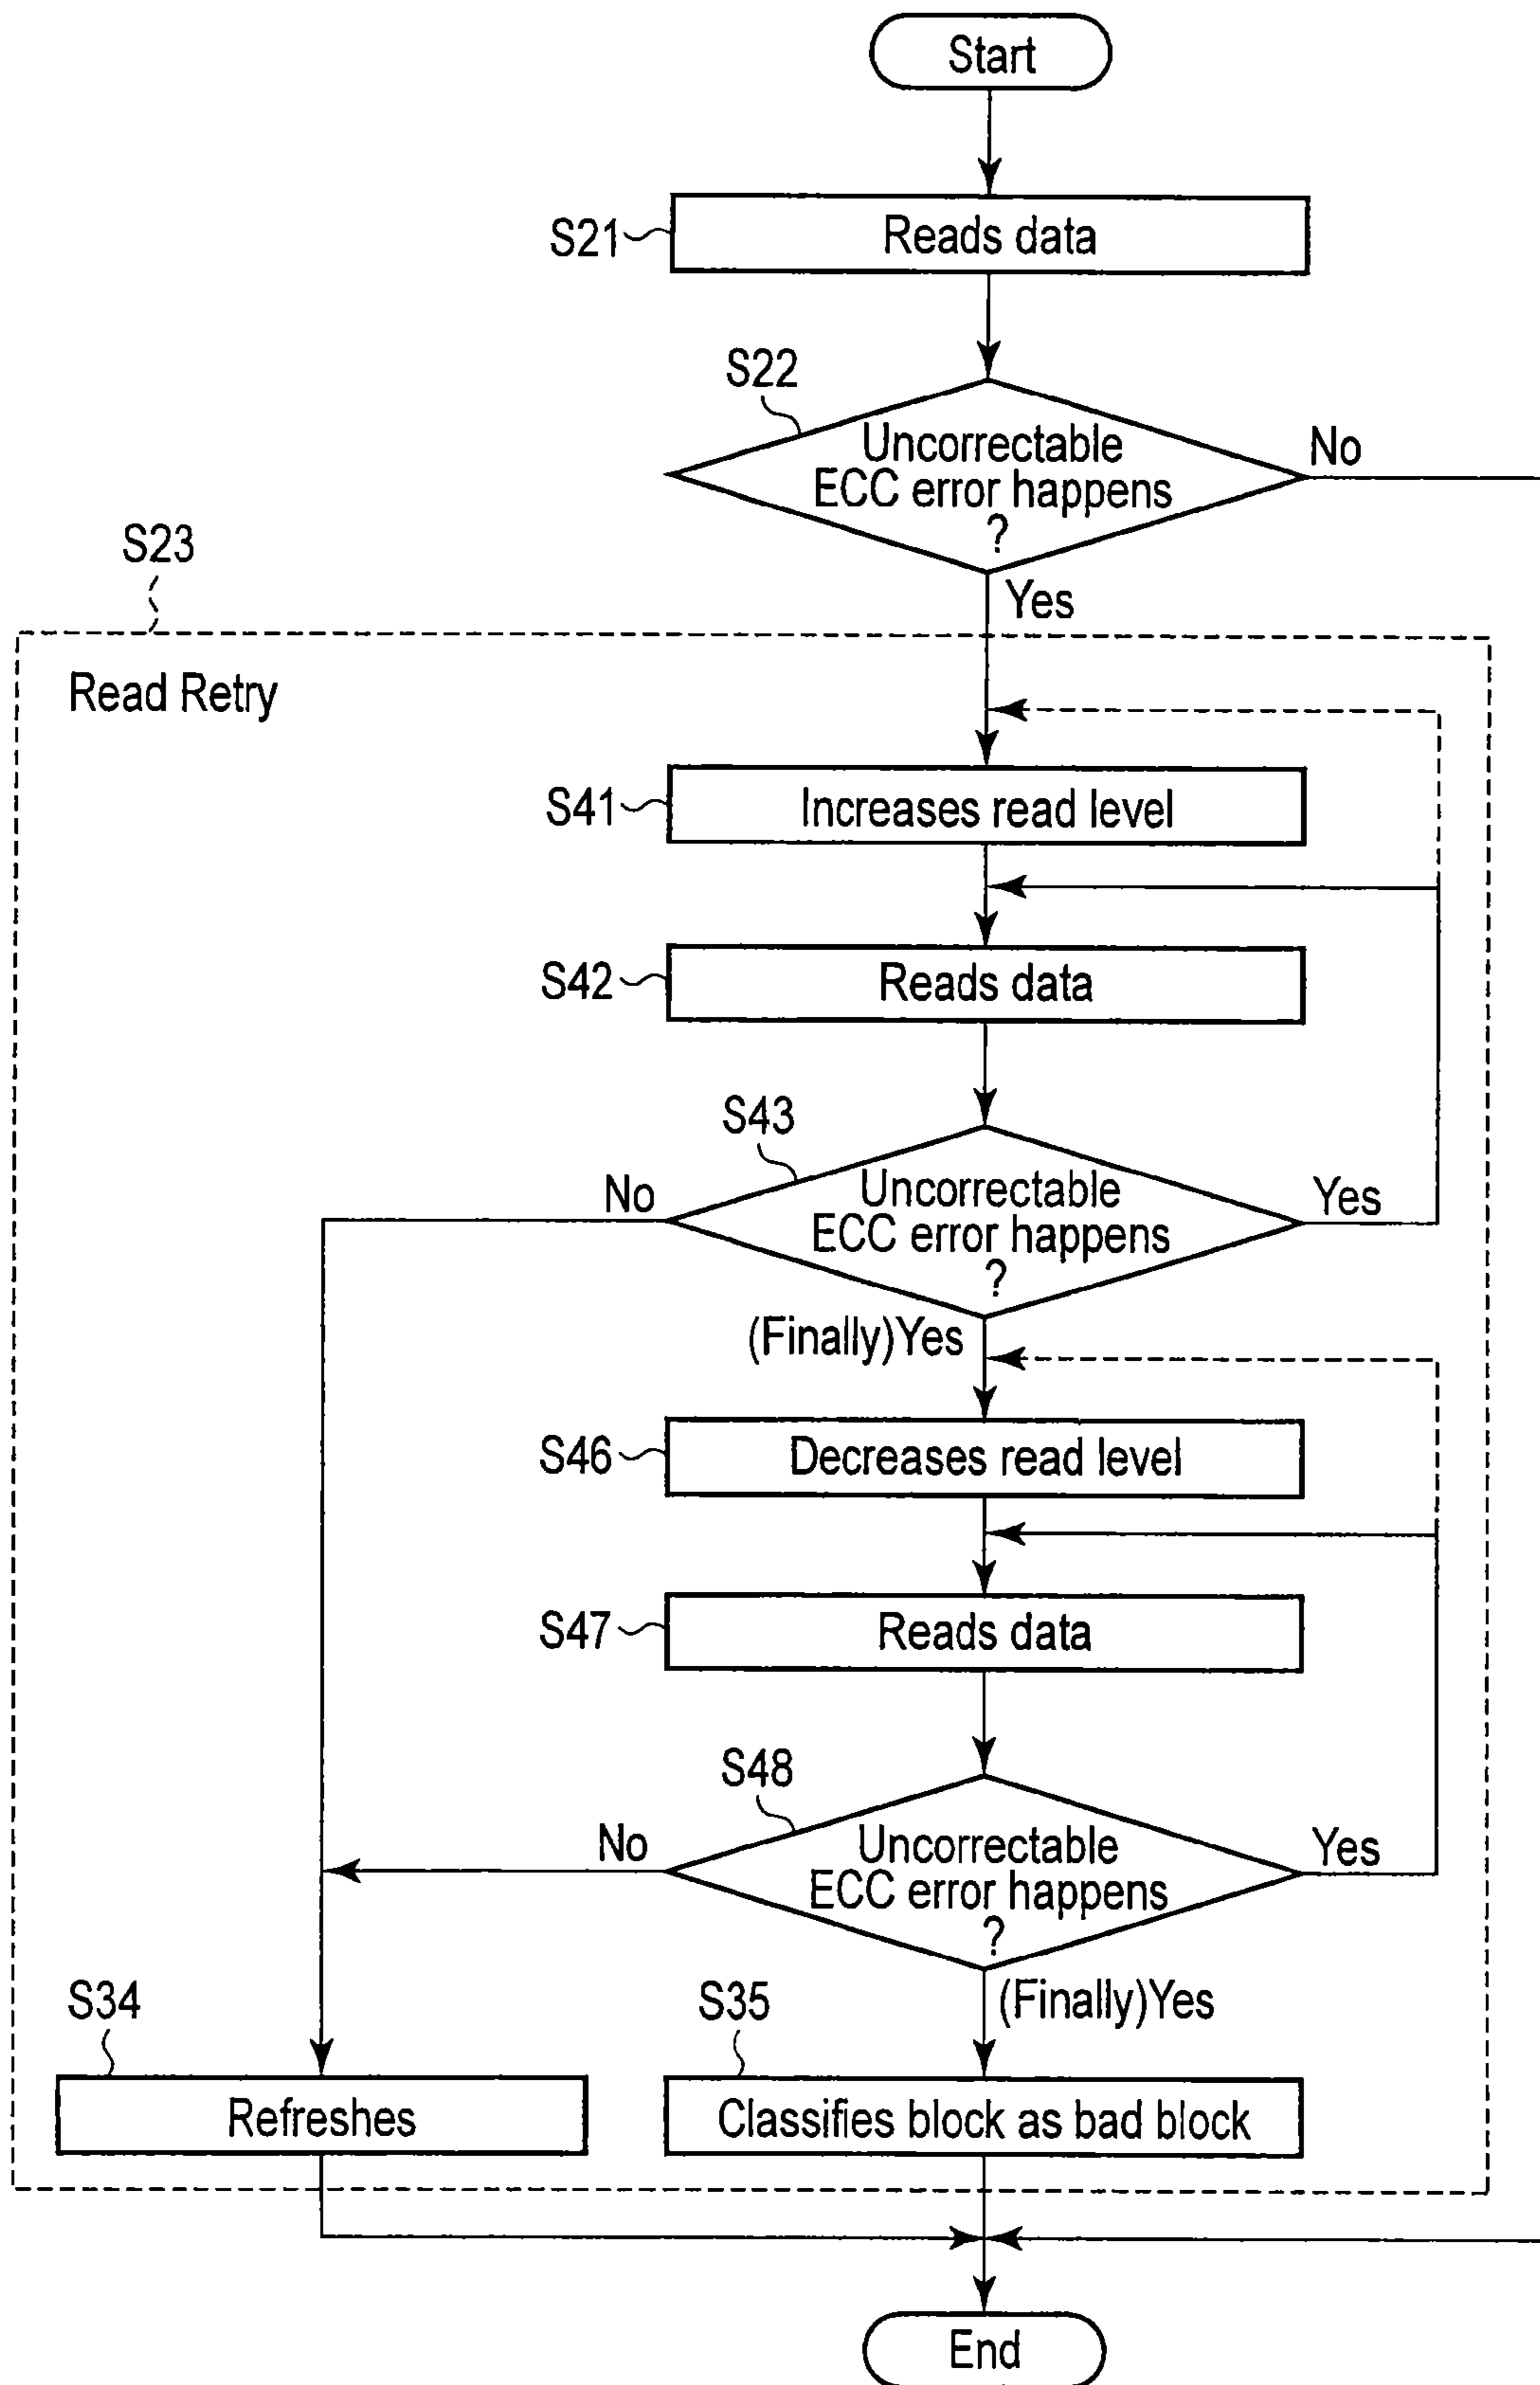 Start
S21
Reads data
S22
Uncorrectable
ECC error happens
?
No
Yes
S23
Read Retry
S41
Increases read level
S42
Reads data
S43
Uncorrectable
ECC error happens
?
No
Yes
(Finally)Yes
S46
Decreases read level
S47
Reads data
S48
Uncorrectable
ECC error happens
?
No
Yes
(Finally)Yes
S34
Refreshes
S35
Classifies block as bad block
End